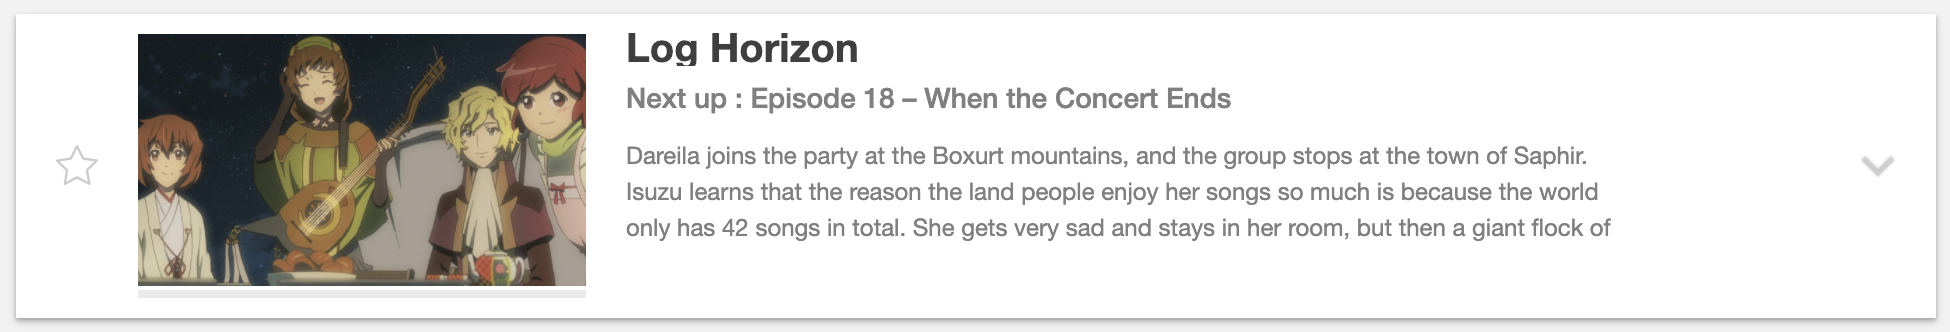 Log Horizon
Next up : Episode 18 – When the Concert Ends
Dareila joins the party at the Boxurt mountains, and the group stops at the town of Saphir.
Isuzu learns that the reason the land people enjoy her songs so much is because the world
only has 42 songs in total. She gets very sad and stays in her room, but then a giant flock of